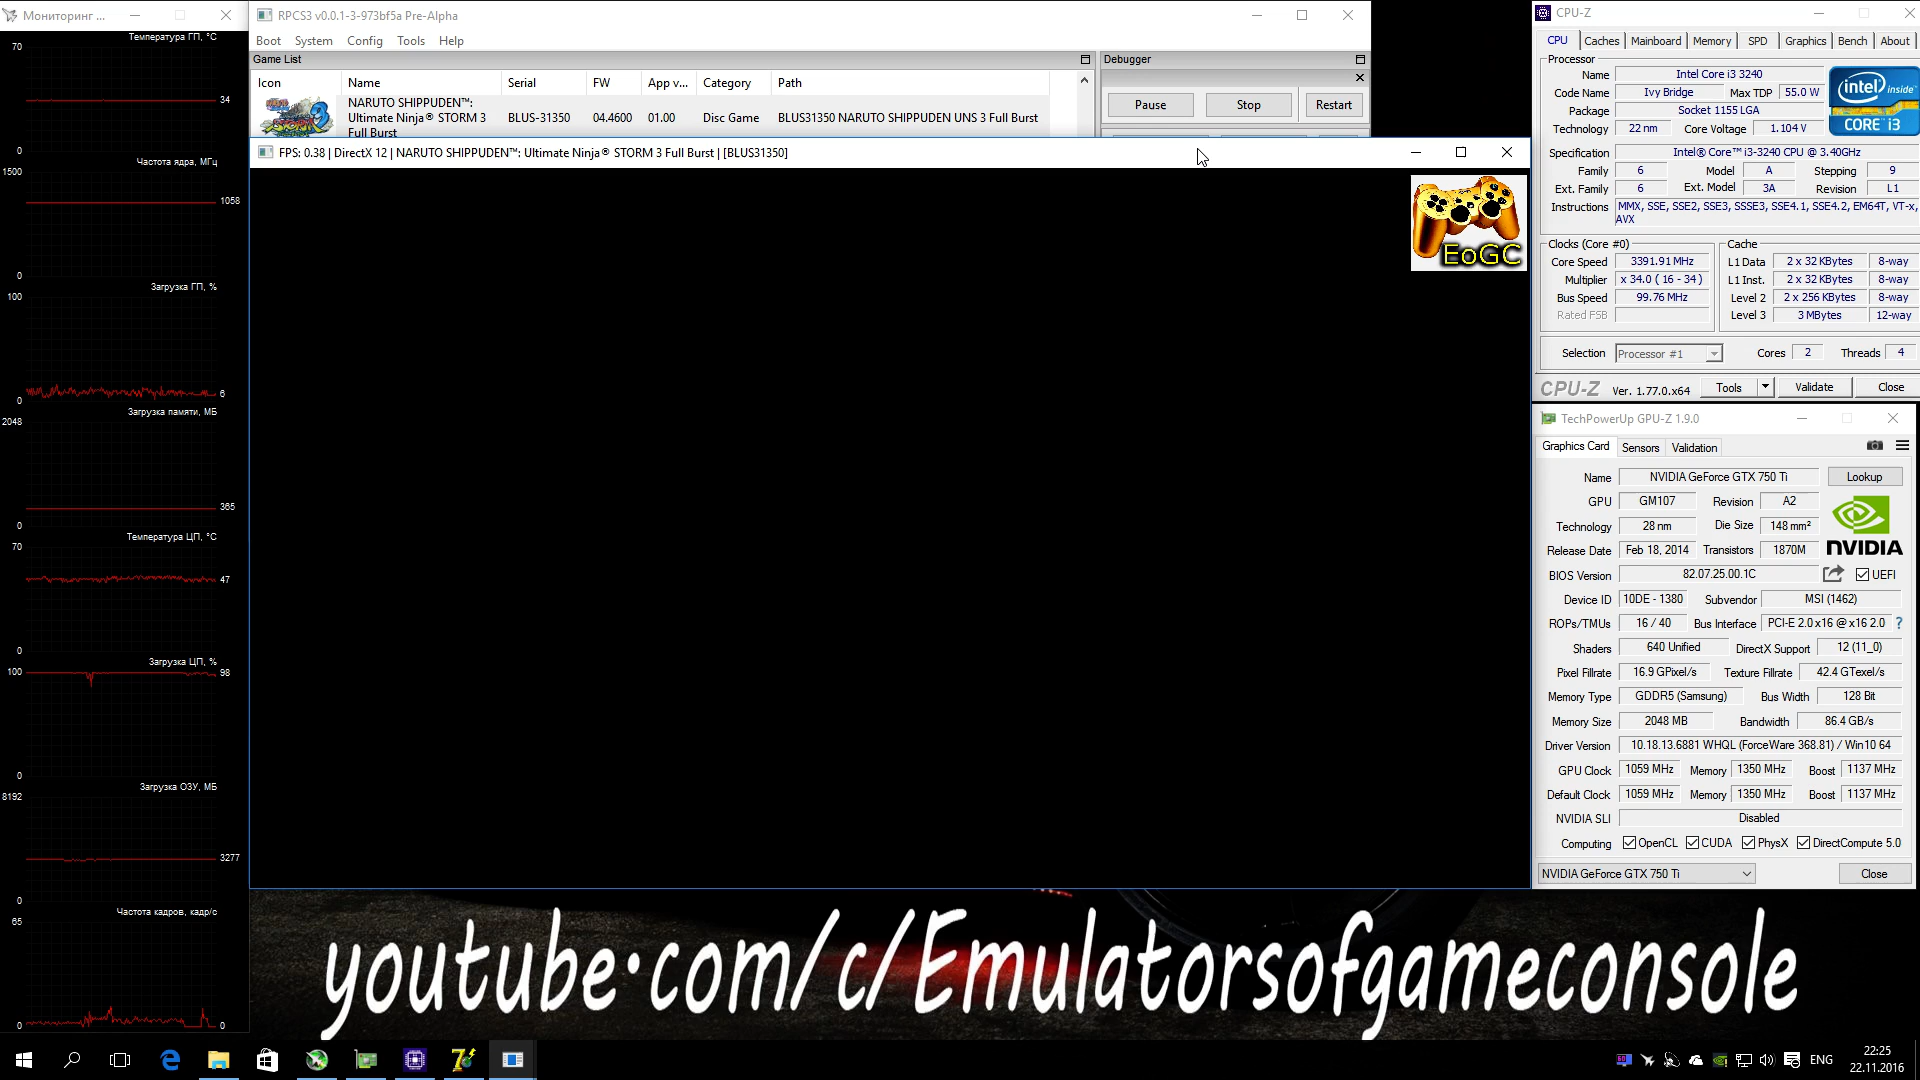 Мониторинг ...
Температура ГП, °C
70
34
0
Частота ядра, МГц
1500
1058
0
Загрузка ГП, %
100
6
0
Загрузка памяти, МБ
2048
365
0
Температура ЦП, °C
70
47
0
Загрузка ЦП, %
100
98
0
Загрузка ОЗУ, МБ
8192
3277
0
Частота кадров, кадр/с
65
0
0
RPCS3 v0.0.1-3-973bf5a Pre-Alpha
Boot System Config Tools Help
Game List
Icon Name Serial FW App v... Category Path
NARUTO SHIPPUDEN™:
Ultimate Ninja® STORM 3 BLUS-31350 04.4600 01.00 Disc Game BLUS31350 NARUTO SHIPPUDEN UNS 3 Full Burst
Full Burst
Debugger
Pause Stop Restart
FPS: 0.38 | DirectX 12 | NARUTO SHIPPUDEN™: Ultimate Ninja® STORM 3 Full Burst | [BLUS31350]
EoGC
CPU-Z
CPU Caches Mainboard Memory SPD Graphics Bench About
Processor
Name Intel Core i3 3240
Code Name Ivy Bridge Max TDP 55.0 W
Package Socket 1155 LGA
Technology 22 nm Core Voltage 1.104 V
Specification Intel® Core™ i3-3240 CPU @ 3.40GHz
Family 6 Model A Stepping 9
Ext. Family 6 Ext. Model 3A Revision L1
Instructions MMX, SSE, SSE2, SSE3, SSSE3, SSE4.1, SSE4.2, EM64T, VT-x,
AVX
intel inside
CORE i3
Clocks (Core #0)
Core Speed 3391.91 MHz
Multiplier x 34.0 ( 16 - 34 )
Bus Speed 99.76 MHz
Rated FSB
Cache
L1 Data 2 x 32 KBytes 8-way
L1 Inst. 2 x 32 KBytes 8-way
Level 2 2 x 256 KBytes 8-way
Level 3 3 MBytes 12-way
Selection Processor #1 Cores 2 Threads 4
CPU-Z Ver. 1.77.0.x64 Tools Validate Close
TechPowerUp GPU-Z 1.9.0
Graphics Card Sensors Validation
Name NVIDIA GeForce GTX 750 Ti Lookup
GPU GM107 Revision A2
Technology 28 nm Die Size 148 mm²
Release Date Feb 18, 2014 Transistors 1870M
NVIDIA
BIOS Version 82.07.25.00.1C UEFI
Device ID 10DE - 1380 Subvendor MSI (1462)
ROPs/TMUs 16 / 40 Bus Interface PCI-E 2.0 x16 @ x16 2.0 ?
Shaders 640 Unified DirectX Support 12 (11_0)
Pixel Fillrate 16.9 GPixel/s Texture Fillrate 42.4 GTexel/s
Memory Type GDDR5 (Samsung) Bus Width 128 Bit
Memory Size 2048 MB Bandwidth 86.4 GB/s
Driver Version 10.18.13.6881 WHQL (ForceWare 368.81) / Win10 64
GPU Clock 1059 MHz Memory 1350 MHz Boost 1137 MHz
Default Clock 1059 MHz Memory 1350 MHz Boost 1137 MHz
NVIDIA SLI Disabled
Computing OpenCL CUDA PhysX DirectCompute 5.0
NVIDIA GeForce GTX 750 Ti Close
youtube.com/c/Emulatorsofgameconsole
ENG
22:25
22.11.2016